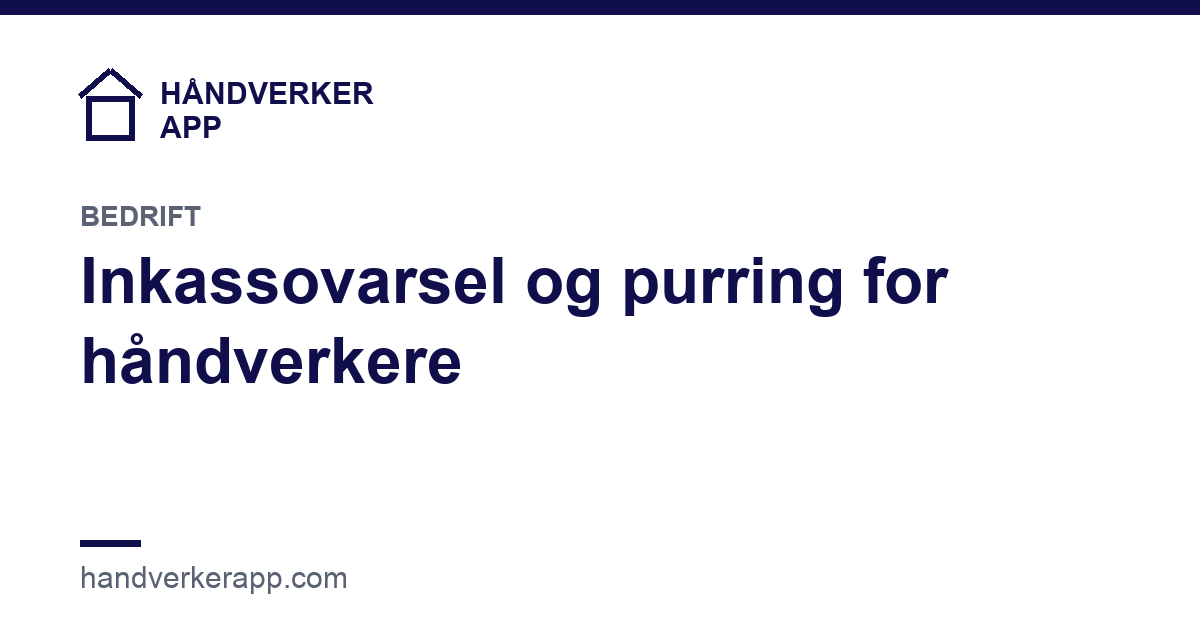 HÅNDVERKER
APP
BEDRIFT
Inkassovarsel og purring for
håndverkere
handverkerapp.com